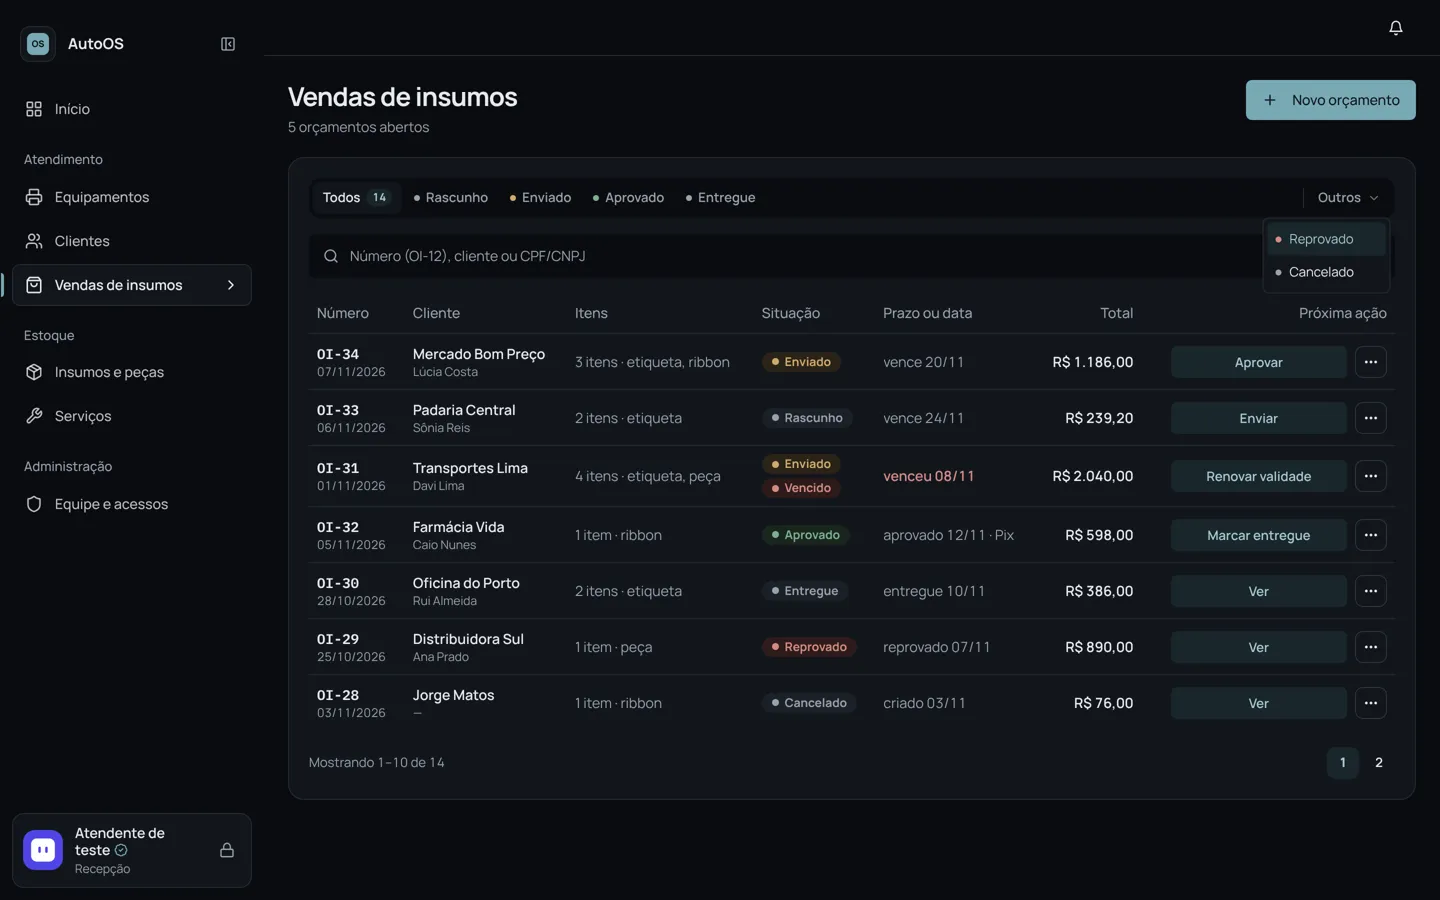 OS AutoOS
Início
Atendimento
Equipamentos
Clientes
Vendas de insumos
Estoque
Insumos e peças
Serviços
Administração
Equipe e acessos
Atendente de
teste
Recepção
Vendas de insumos
5 orçamentos abertos
Novo orçamento
Todos 14 Rascunho Enviado Aprovado Entregue Outros
Reprovado
Cancelado
Número (OI-12), cliente ou CPF/CNPJ
Número Cliente Itens Situação Prazo ou data Total Próxima ação
OI-34 Mercado Bom Preço 3 itens · etiqueta, ribbon Enviado vence 20/11 R$ 1.186,00 Aprovar
07/11/2026 Lúcia Costa
OI-33 Padaria Central 2 itens · etiqueta Rascunho vence 24/11 R$ 239,20 Enviar
06/11/2026 Sônia Reis
OI-31 Transportes Lima 4 itens · etiqueta, peça Enviado venceu 08/11 R$ 2.040,00 Renovar validade
01/11/2026 Davi Lima Vencido
OI-32 Farmácia Vida 1 item · ribbon Aprovado aprovado 12/11 · Pix R$ 598,00 Marcar entregue
05/11/2026 Caio Nunes
OI-30 Oficina do Porto 2 itens · etiqueta Entregue entregue 10/11 R$ 386,00 Ver
28/10/2026 Rui Almeida
OI-29 Distribuidora Sul 1 item · peça Reprovado reprovado 07/11 R$ 890,00 Ver
25/10/2026 Ana Prado
OI-28 Jorge Matos 1 item · ribbon Cancelado criado 03/11 R$ 76,00 Ver
03/11/2026 —
Mostrando 1–10 de 14 1 2